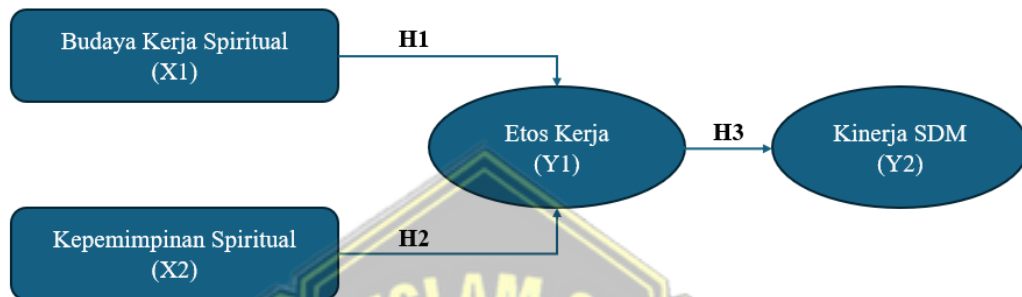 Budaya Kerja Spiritual
(X1)
H1
Etos Kerja
(Y1)
H3
Kinerja SDM
(Y2)
Kepemimpinan Spiritual
(X2)
H2
ISLAM